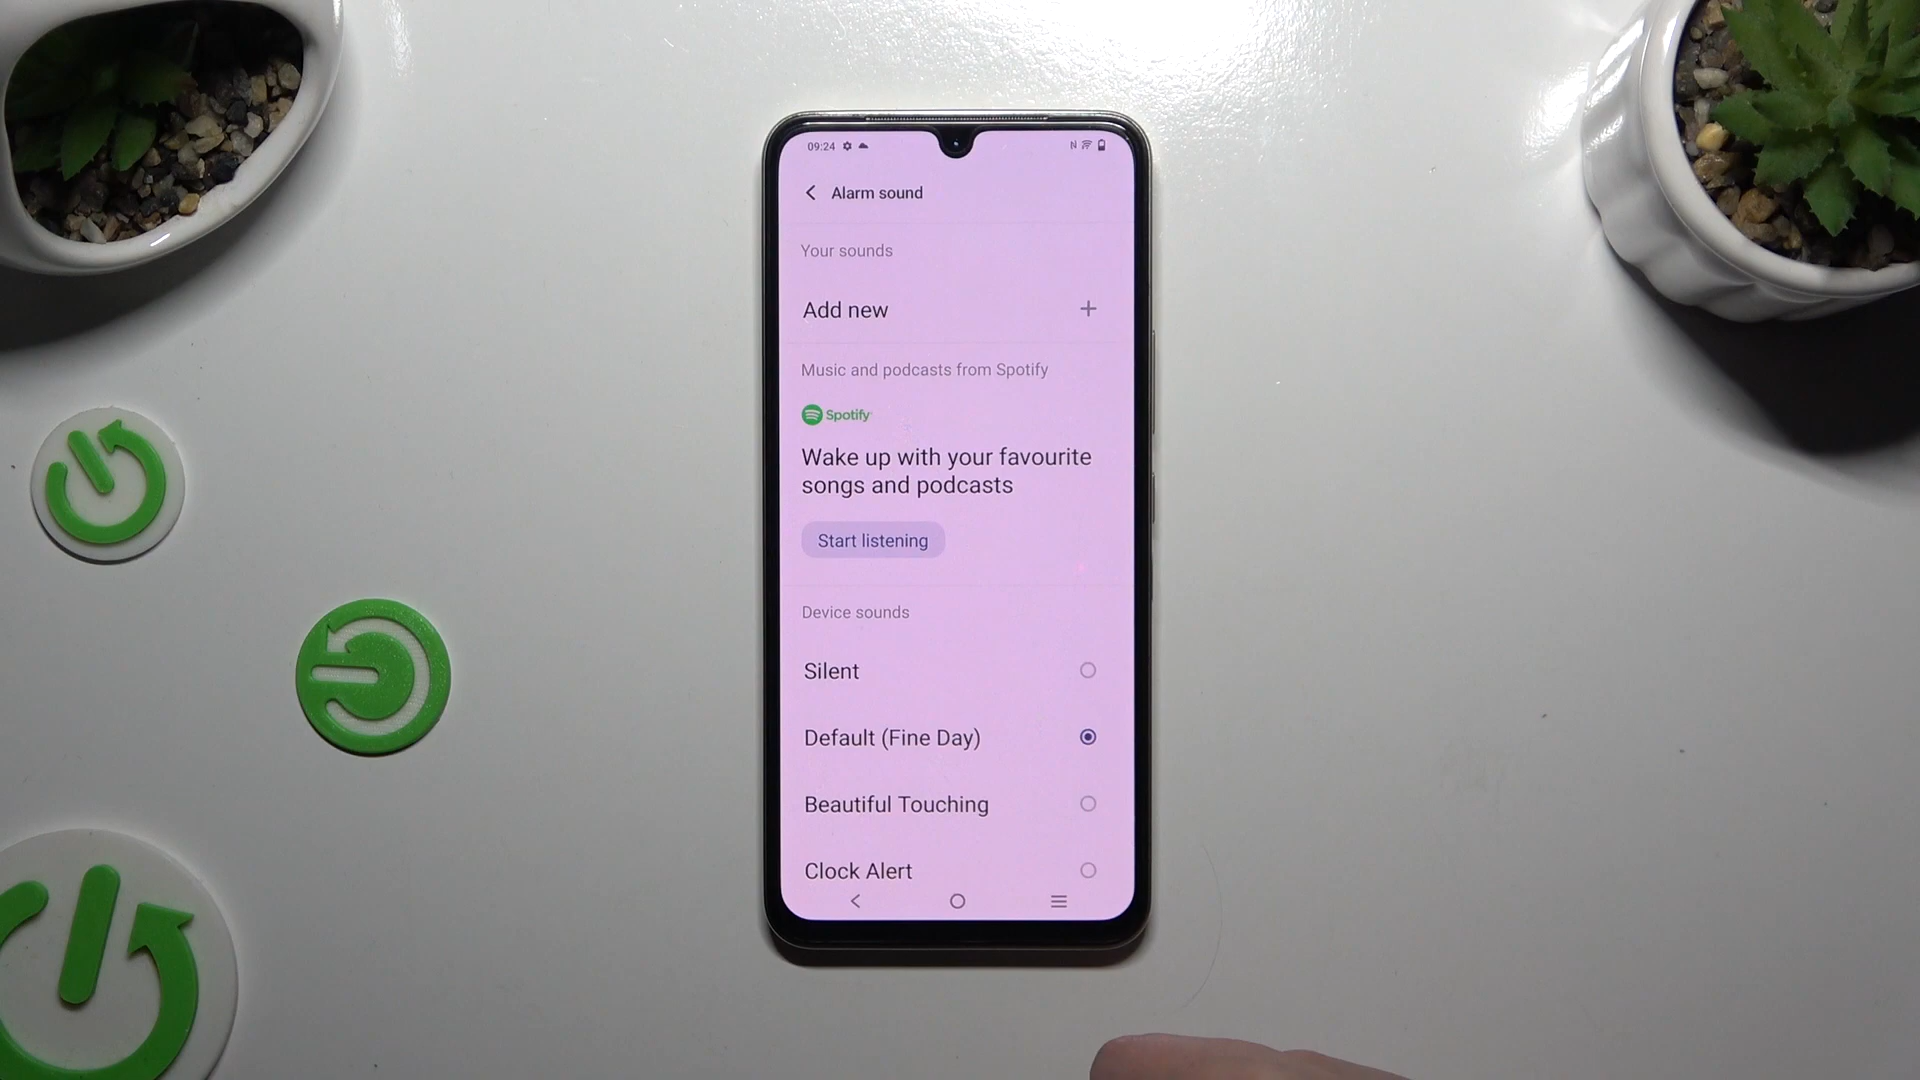 09:24
Alarm sound
Your sounds
Add new
Music and podcasts from Spotify
Spotify
Wake up with your favourite
songs and podcasts
Start listening
Device sounds
Silent
Default (Fine Day)
Beautiful Touching
Clock Alert